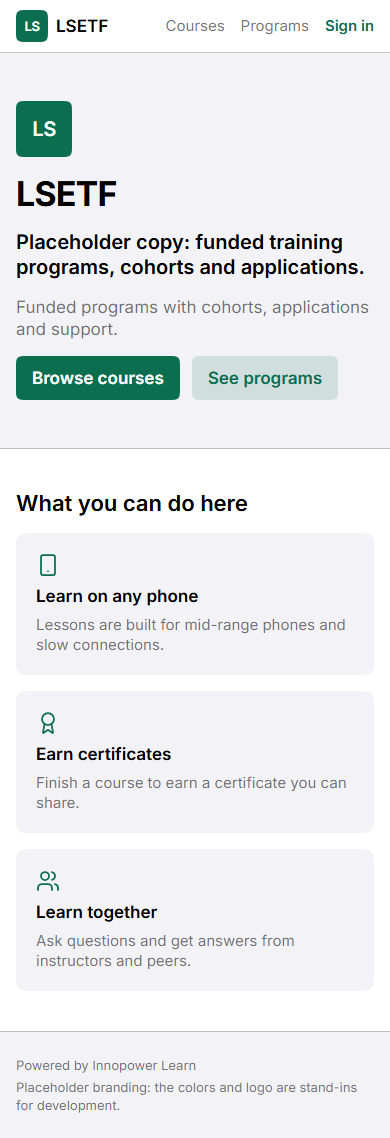 LS LSETF Courses Programs Sign in
LS
LSETF
Placeholder copy: funded training
programs, cohorts and applications.
Funded programs with cohorts, applications
and support.
Browse courses See programs
What you can do here
Learn on any phone
Lessons are built for mid-range phones and
slow connections.
Earn certificates
Finish a course to earn a certificate you can
share.
Learn together
Ask questions and get answers from
instructors and peers.
Powered by Innopower Learn
Placeholder branding: the colors and logo are stand-ins
for development.